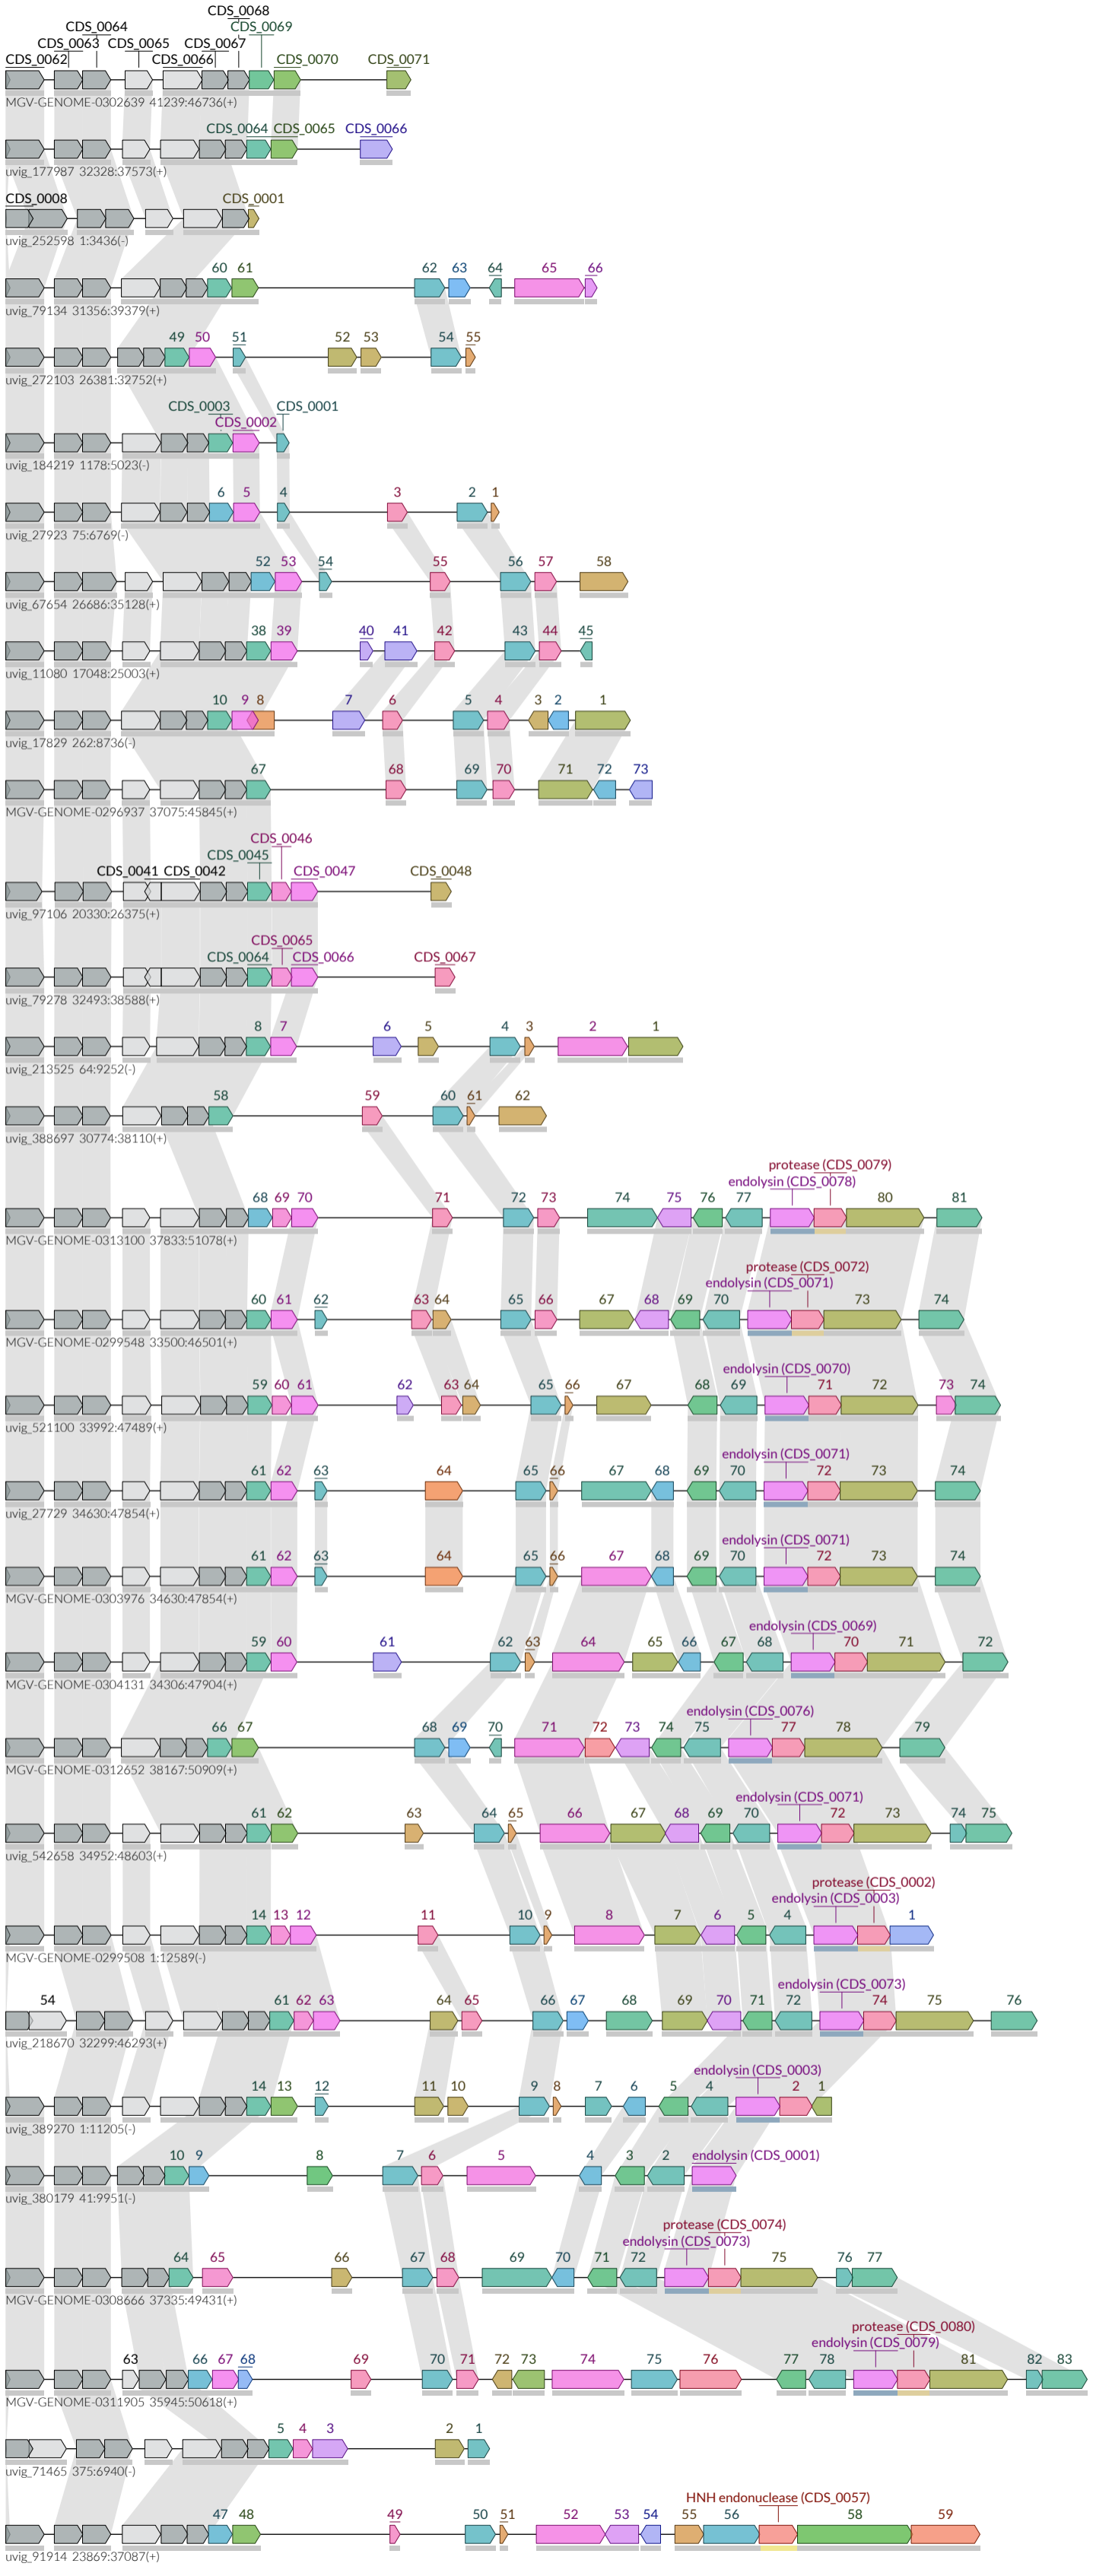 CDS_0068
CDS_0064 CDS_0069
CDS_0063 CDS_0065 CDS_0067
CDS_0062 CDS_0066 CDS_0070 CDS_0071
MGV-GENOME-0302639 41239:46736(+)
CDS_0064 CDS_0065 CDS_0066
uvig_177987 32328:37573(+)
CDS_0008 CDS_0001
uvig_252598 1:3436(-)
60 61 62 63 64 65 66
uvig_79134 31356:39379(+)
49 50 51 52 53 54 55
uvig_272103 26381:32752(+)
CDS_0003 CDS_0001
CDS_0002
uvig_184219 1178:5023(-)
6 5 4 3 2 1
uvig_27923 75:6769(-)
52 53 54 55 56 57 58
uvig_67654 26686:35128(+)
38 39 40 41 42 43 44 45
uvig_11080 17048:25003(+)
10 9 8 7 6 5 4 3 2 1
uvig_17829 262:8736(-)
67 68 69 70 71 72 73
MGV-GENOME-0296937 37075:45845(+)
CDS_0046
CDS_0045
CDS_0041 CDS_0042 CDS_0047 CDS_0048
uvig_97106 20330:26375(+)
CDS_0065
CDS_0064 CDS_0066 CDS_0067
uvig_79278 32493:38588(+)
8 7 6 5 4 3 2 1
uvig_213525 64:9252(-)
58 59 60 61 62
uvig_388697 30774:38110(+)
protease (CDS_0079)
endolysin (CDS_0078)
68 69 70 71 72 73 74 75 76 77 80 81
MGV-GENOME-0313100 37833:51078(+)
protease (CDS_0072)
endolysin (CDS_0071)
60 61 62 63 64 65 66 67 68 69 70 73 74
MGV-GENOME-0299548 33500:46501(+)
endolysin (CDS_0070)
59 60 61 62 63 64 65 66 67 68 69 71 72 73 74
uvig_521100 33992:47489(+)
endolysin (CDS_0071)
61 62 63 64 65 66 67 68 69 70 72 73 74
uvig_27729 34630:47854(+)
endolysin (CDS_0071)
61 62 63 64 65 66 67 68 69 70 72 73 74
MGV-GENOME-0303976 34630:47854(+)
endolysin (CDS_0069)
59 60 61 62 63 64 65 66 67 68 70 71 72
MGV-GENOME-0304131 34306:47904(+)
endolysin (CDS_0076)
66 67 68 69 70 71 72 73 74 75 77 78 79
MGV-GENOME-0312652 38167:50909(+)
endolysin (CDS_0071)
61 62 63 64 65 66 67 68 69 70 72 73 74 75
uvig_542658 34952:48603(+)
protease (CDS_0002)
endolysin (CDS_0003)
14 13 12 11 10 9 8 7 6 5 4 1
MGV-GENOME-0299508 1:12589(-)
endolysin (CDS_0073)
54 61 62 63 64 65 66 67 68 69 70 71 72 74 75 76
uvig_218670 32299:46293(+)
endolysin (CDS_0003)
14 13 12 11 10 9 8 7 6 5 4 2 1
uvig_389270 1:11205(-)
10 9 8 7 6 5 4 3 2 endolysin (CDS_0001)
uvig_380179 41:9951(-)
protease (CDS_0074)
endolysin (CDS_0073)
64 65 66 67 68 69 70 71 72 75 76 77
MGV-GENOME-0308666 37335:49431(+)
protease (CDS_0080)
endolysin (CDS_0079)
63 66 67 68 69 70 71 72 73 74 75 76 77 78 81 82 83
MGV-GENOME-0311905 35945:50618(+)
5 4 3 2 1
uvig_71465 375:6940(-)
HNH endonuclease (CDS_0057)
47 48 49 50 51 52 53 54 55 56 58 59
uvig_91914 23869:37087(+)